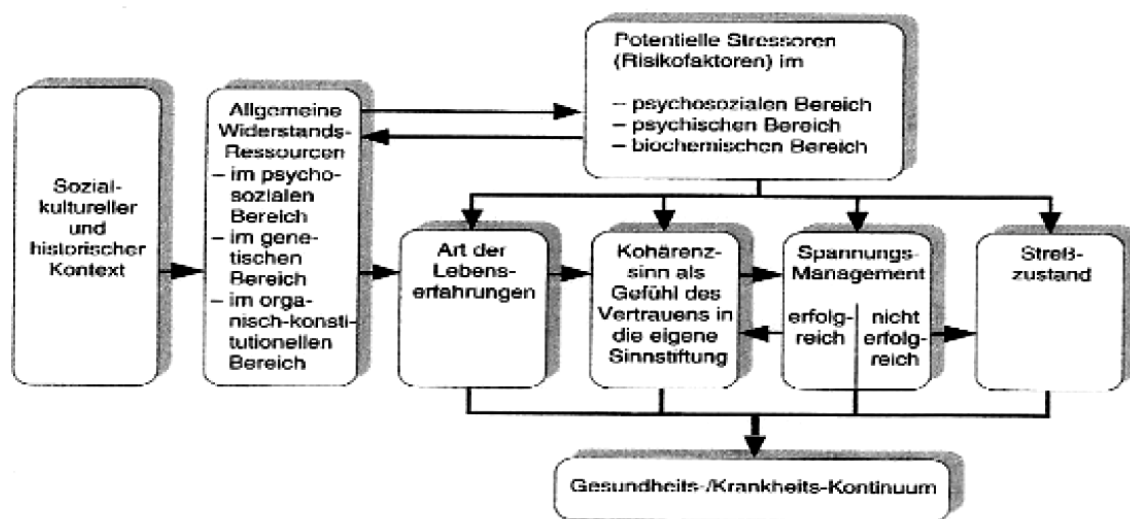 Potentielle Stressoren
(Risikofaktoren) im
– psychosozialen Bereich
– psychischen Bereich
– biochemischen Bereich
Sozial-
kultureller
und
historischer
Kontext
Allgemeine
Widerstands-
Ressourcen
– im psycho-
sozialen
Bereich
– im gene-
tischen
Bereich
– im orga-
nisch-konsti-
tutionellen
Bereich
Art der
Lebens-
erfahrungen
Kohärenz-
sinn als
Gefühl des
Vertrauens in
die eigene
Sinnstiftung
Spannungs-
Management
erfolg-
reich
nicht
erfolg-
reich
Streß-
zustand
Gesundheits-/Krankheits-Kontinuum